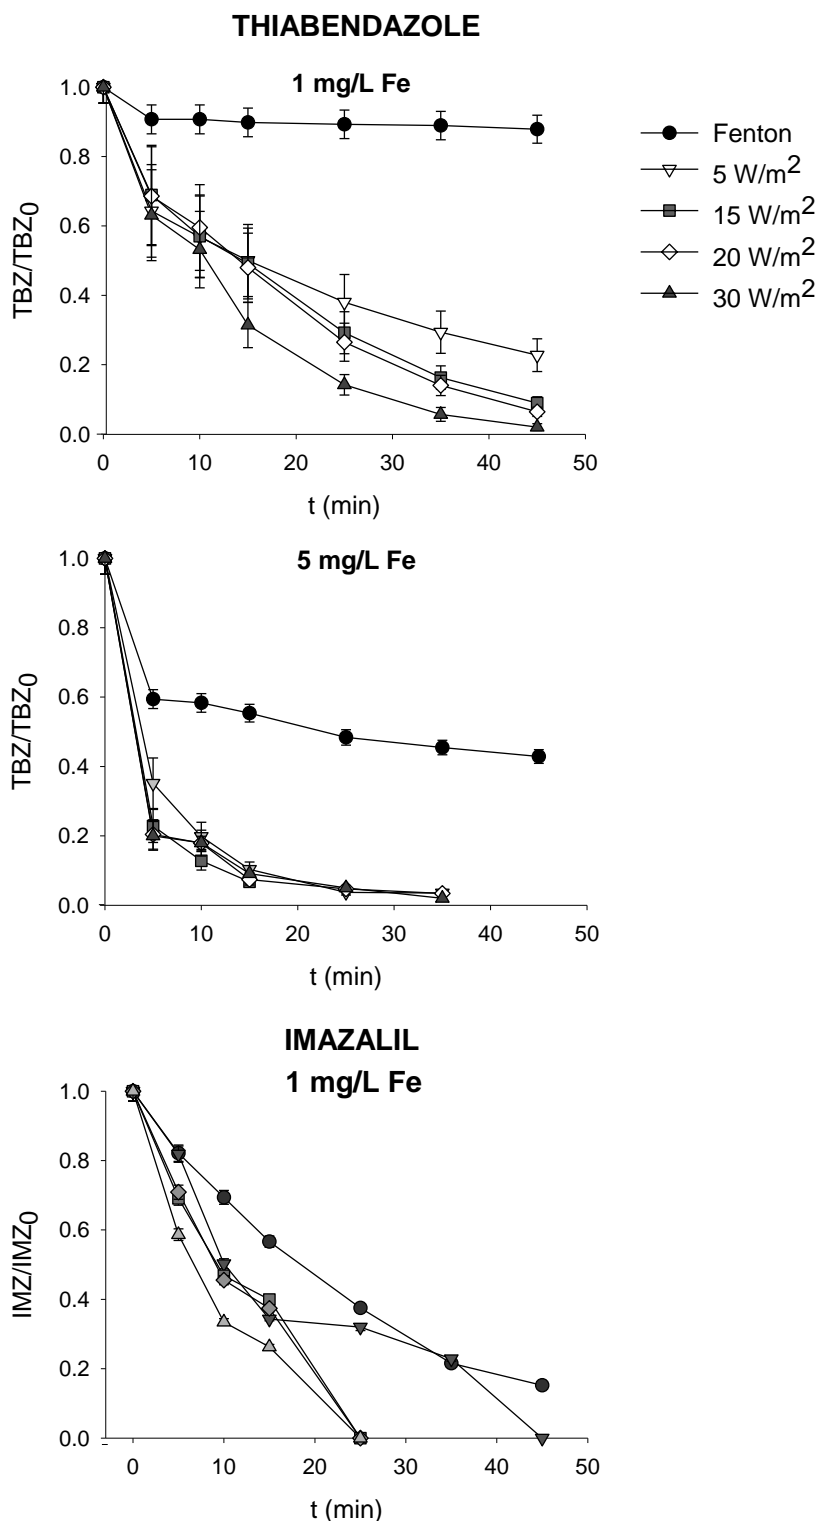 THIABENDAZOLE
1 mg/L Fe
TBZ/TBZ0
1.0
0.8
0.6
0.4
0.2
0.0
0 10 20 30 40 50
t (min)
Fenton
5 W/m2
15 W/m2
20 W/m2
30 W/m2
5 mg/L Fe
TBZ/TBZ0
1.0
0.8
0.6
0.4
0.2
0.0
0 10 20 30 40 50
t (min)
IMAZALIL
1 mg/L Fe
IMZ/IMZ0
1.0
0.8
0.6
0.4
0.2
0.0
0 10 20 30 40 50
t (min)